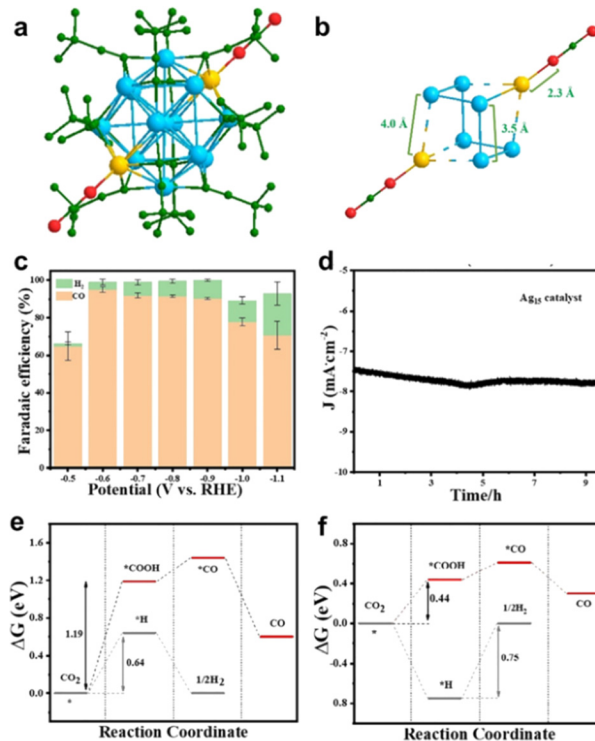 a
b
2.3 Å
4.0 Å
3.5 Å
c
H2
CO
Faradaic efficiency (%)
100
80
60
40
20
0
-0.5 -0.6 -0.7 -0.8 -0.9 -1.0 -1.1
Potential (V vs. RHE)
d
Ag15 catalyst
J (mA cm-2)
-5
-6
-7
-8
-9
-10
1 3 5 7 9
Time/h
e
ΔG (eV)
1.8
1.2
0.6
0.0
*COOH
*CO
*H
CO
1.19
0.64
CO2
*
1/2H2
Reaction Coordinate
f
ΔG (eV)
0.8
0.4
0.0
0.4
0.8
*COOH
*CO
CO2
*
0.44
1/2H2
CO
0.75
*H
Reaction Coordinate